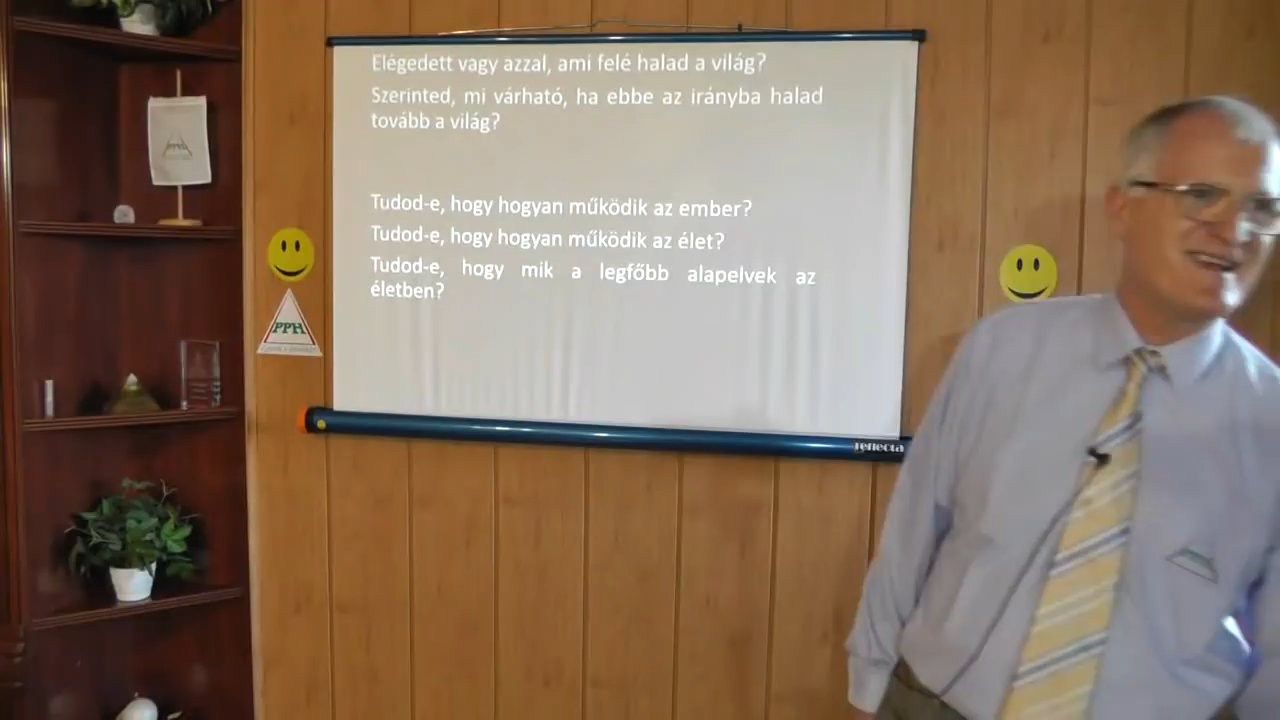 Elégedett vagy azzal, ami felé halad a világ?
Szerinted, mi várható, ha ebbe az irányba halad
tovább a világ?
Tudod-e, hogy hogyan működik az ember?
Tudod-e, hogy hogyan működik az élet?
Tudod-e, hogy mik a legfőbb alapelvek az
életben?
PPH
PPH
reflecta